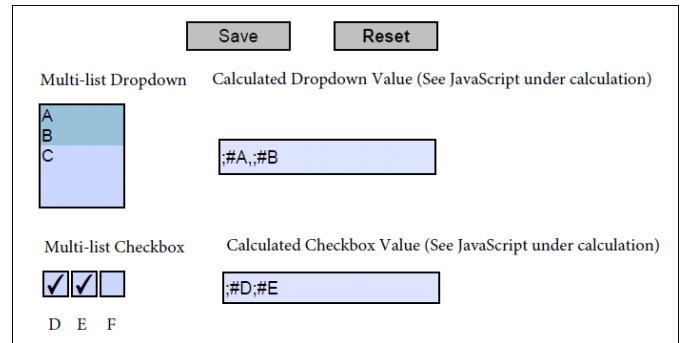 Save Reset
Multi-list Dropdown Calculated Dropdown Value (See JavaScript under calculation)
A
B
C
;#A,;#B
Multi-list Checkbox Calculated Checkbox Value (See JavaScript under calculation)
;#D;#E
D E F